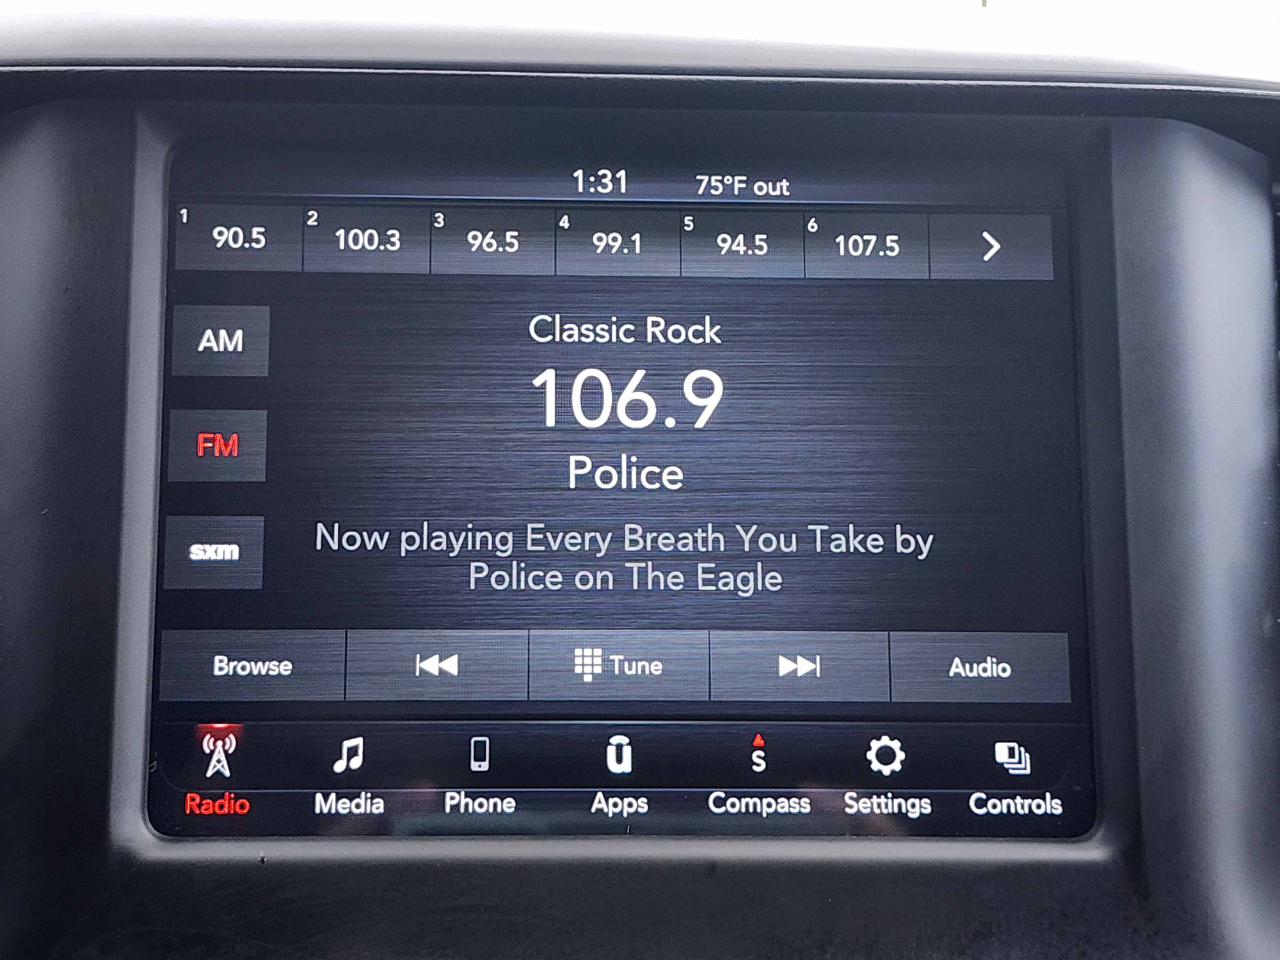 1:31 75°F out
1 90.5 2 100.3 3 96.5 4 99.1 5 94.5 6 107.5
AM
Classic Rock
106.9
FM
Police
sxm
Now playing Every Breath You Take by
Police on The Eagle
Browse Tune Audio
S
Radio Media Phone Apps Compass Settings Controls